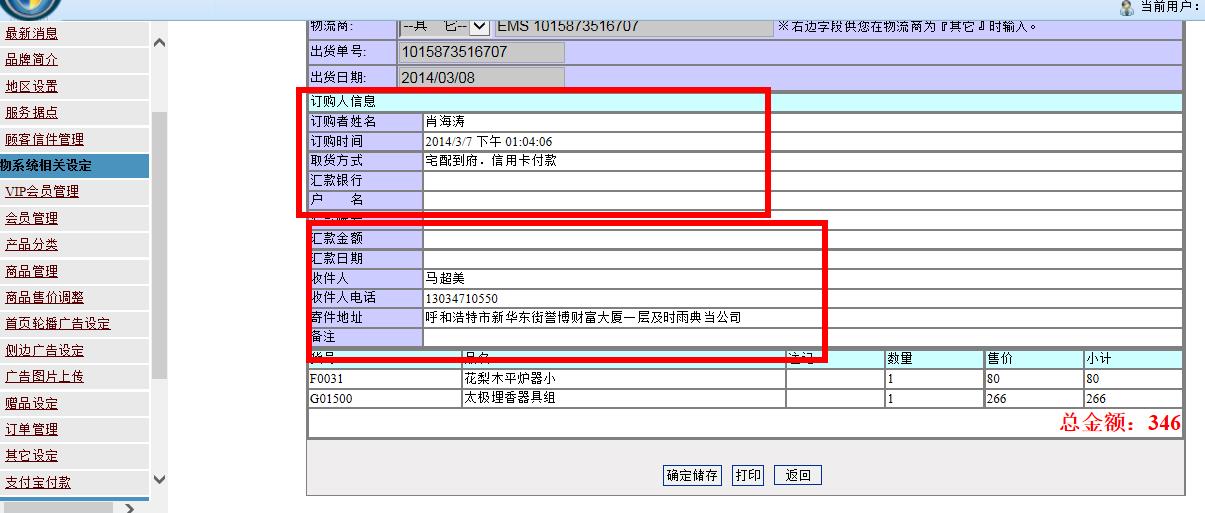 当前用户：
最新消息
品牌简介
地区设置
服务据点
顾客信件管理
物系统相关设定
VIP会员管理
会员管理
产品分类
商品管理
商品售价调整
首页轮播广告设定
侧边广告设定
广告图片上传
赠品设定
订单管理
其它设定
支付宝付款
物流商: --其 它-- EMS 1015873516707 ※右边字段供您在物流商为『其它』时输入。
出货单号: 1015873516707
出货日期: 2014/03/08
订购人信息
订购者姓名 肖海涛
订购时间 2014/3/7 下午 01:04:06
取货方式 宅配到府．信用卡付款
汇款银行
户 名
汇款金额
汇款日期
收件人 马超美
收件人电话 13034710550
寄件地址 呼和浩特市新华东街誉博财富大厦一层及时雨典当公司
备注
货号 品名 注记 数量 售价 小计
F0031 花梨木平炉器小 1 80 80
G01500 太极埋香器具组 1 266 266
总金额：346
确定储存 打印 返回